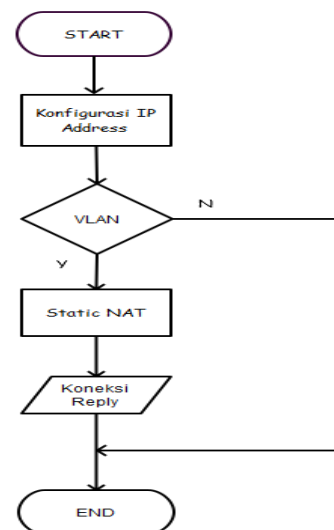 START
Konfigurasi IP
Address
VLAN
N
y
Static NAT
Koneksi
Reply
END